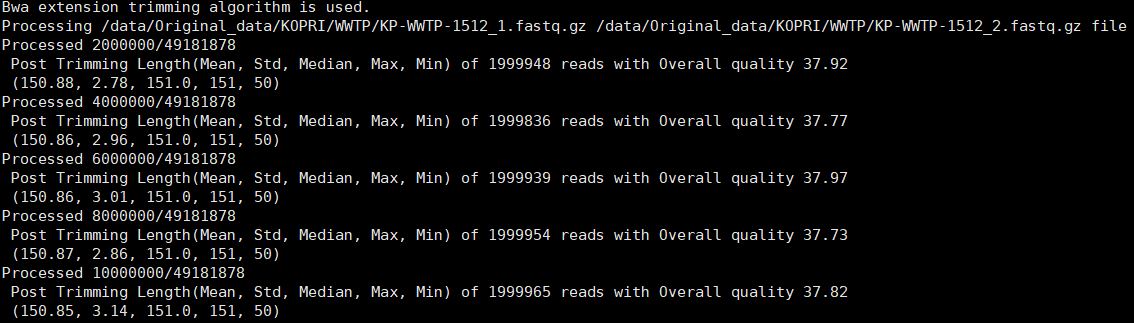 Bwa extension trimming algorithm is used.
Processing /data/Original_data/KOPRI/WWTP/KP-WWTP-1512_1.fastq.gz /data/Original_data/KOPRI/WWTP/KP-WWTP-1512_2.fastq.gz file
Processed 2000000/49181878
Post Trimming Length(Mean, Std, Median, Max, Min) of 1999948 reads with Overall quality 37.92
(150.88, 2.78, 151.0, 151, 50)
Processed 4000000/49181878
Post Trimming Length(Mean, Std, Median, Max, Min) of 1999836 reads with Overall quality 37.77
(150.86, 2.96, 151.0, 151, 50)
Processed 6000000/49181878
Post Trimming Length(Mean, Std, Median, Max, Min) of 1999939 reads with Overall quality 37.97
(150.86, 3.01, 151.0, 151, 50)
Processed 8000000/49181878
Post Trimming Length(Mean, Std, Median, Max, Min) of 1999954 reads with Overall quality 37.73
(150.87, 2.86, 151.0, 151, 50)
Processed 10000000/49181878
Post Trimming Length(Mean, Std, Median, Max, Min) of 1999965 reads with Overall quality 37.82
(150.85, 3.14, 151.0, 151, 50)